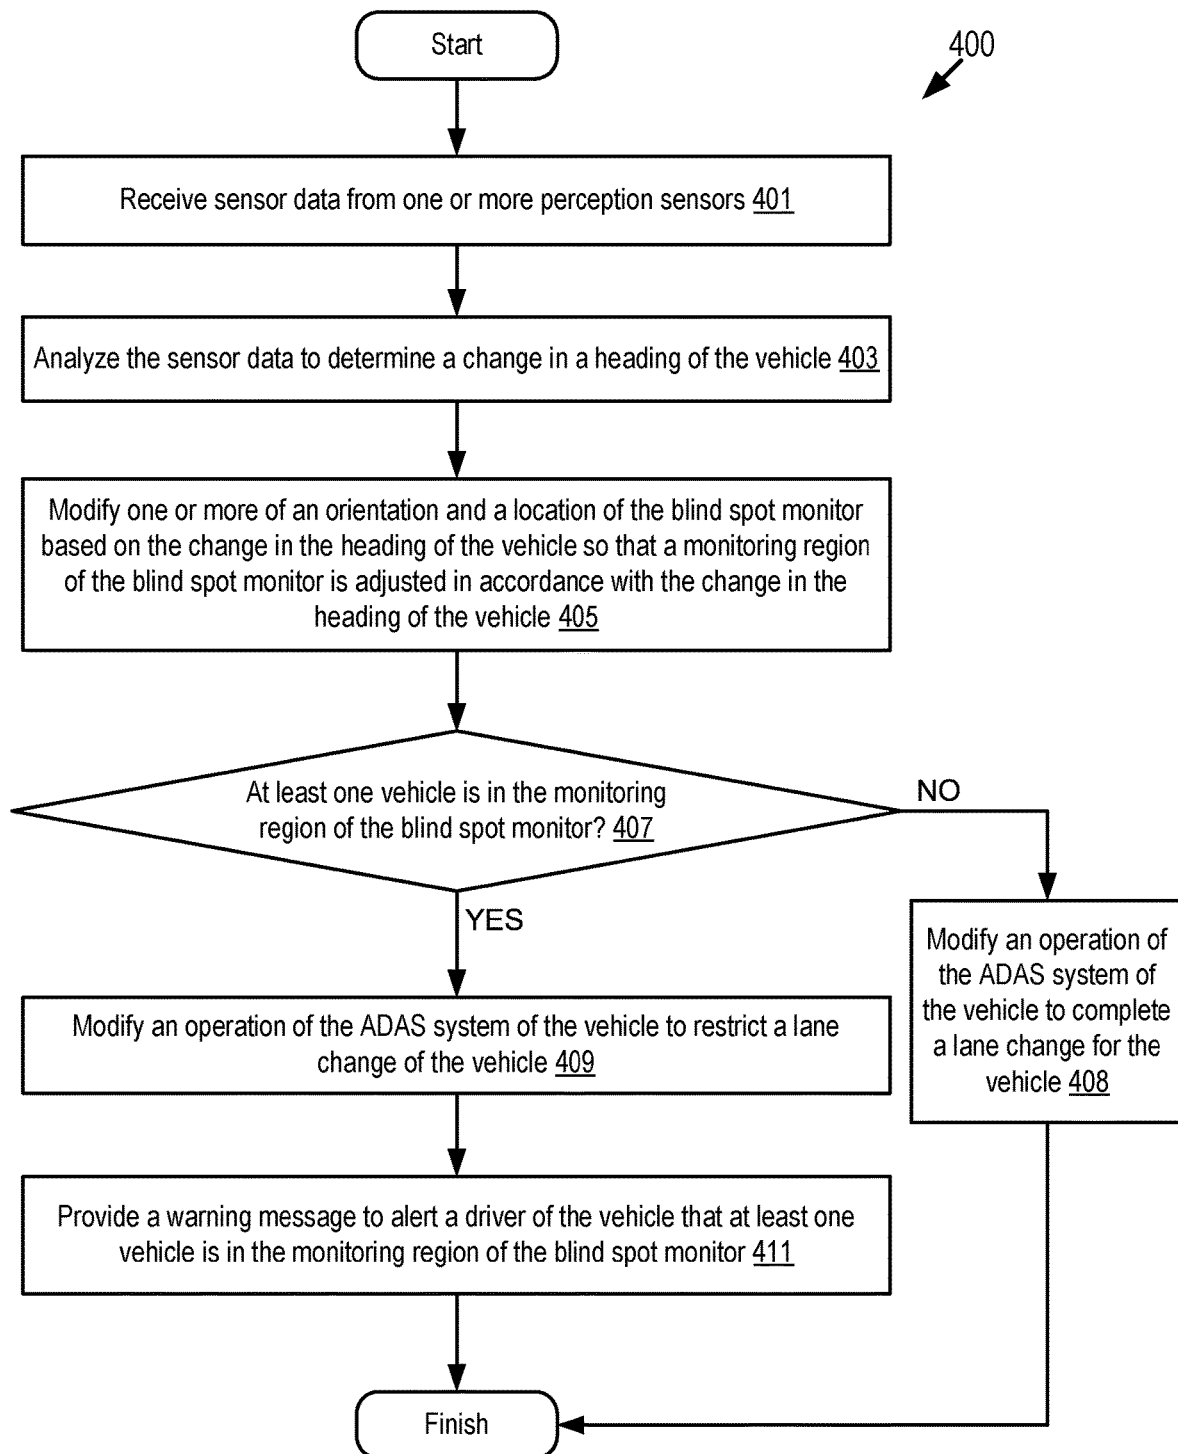 Start
400
Receive sensor data from one or more perception sensors 401
Analyze the sensor data to determine a change in a heading of the vehicle 403
Modify one or more of an orientation and a location of the blind spot monitor
based on the change in the heading of the vehicle so that a monitoring region
of the blind spot monitor is adjusted in accordance with the change in the
heading of the vehicle 405
At least one vehicle is in the monitoring
region of the blind spot monitor? 407
NO
YES
Modify an operation of
the ADAS system of
the vehicle to complete
a lane change for the
vehicle 408
Modify an operation of the ADAS system of the vehicle to restrict a lane
change of the vehicle 409
Provide a warning message to alert a driver of the vehicle that at least one
vehicle is in the monitoring region of the blind spot monitor 411
Finish